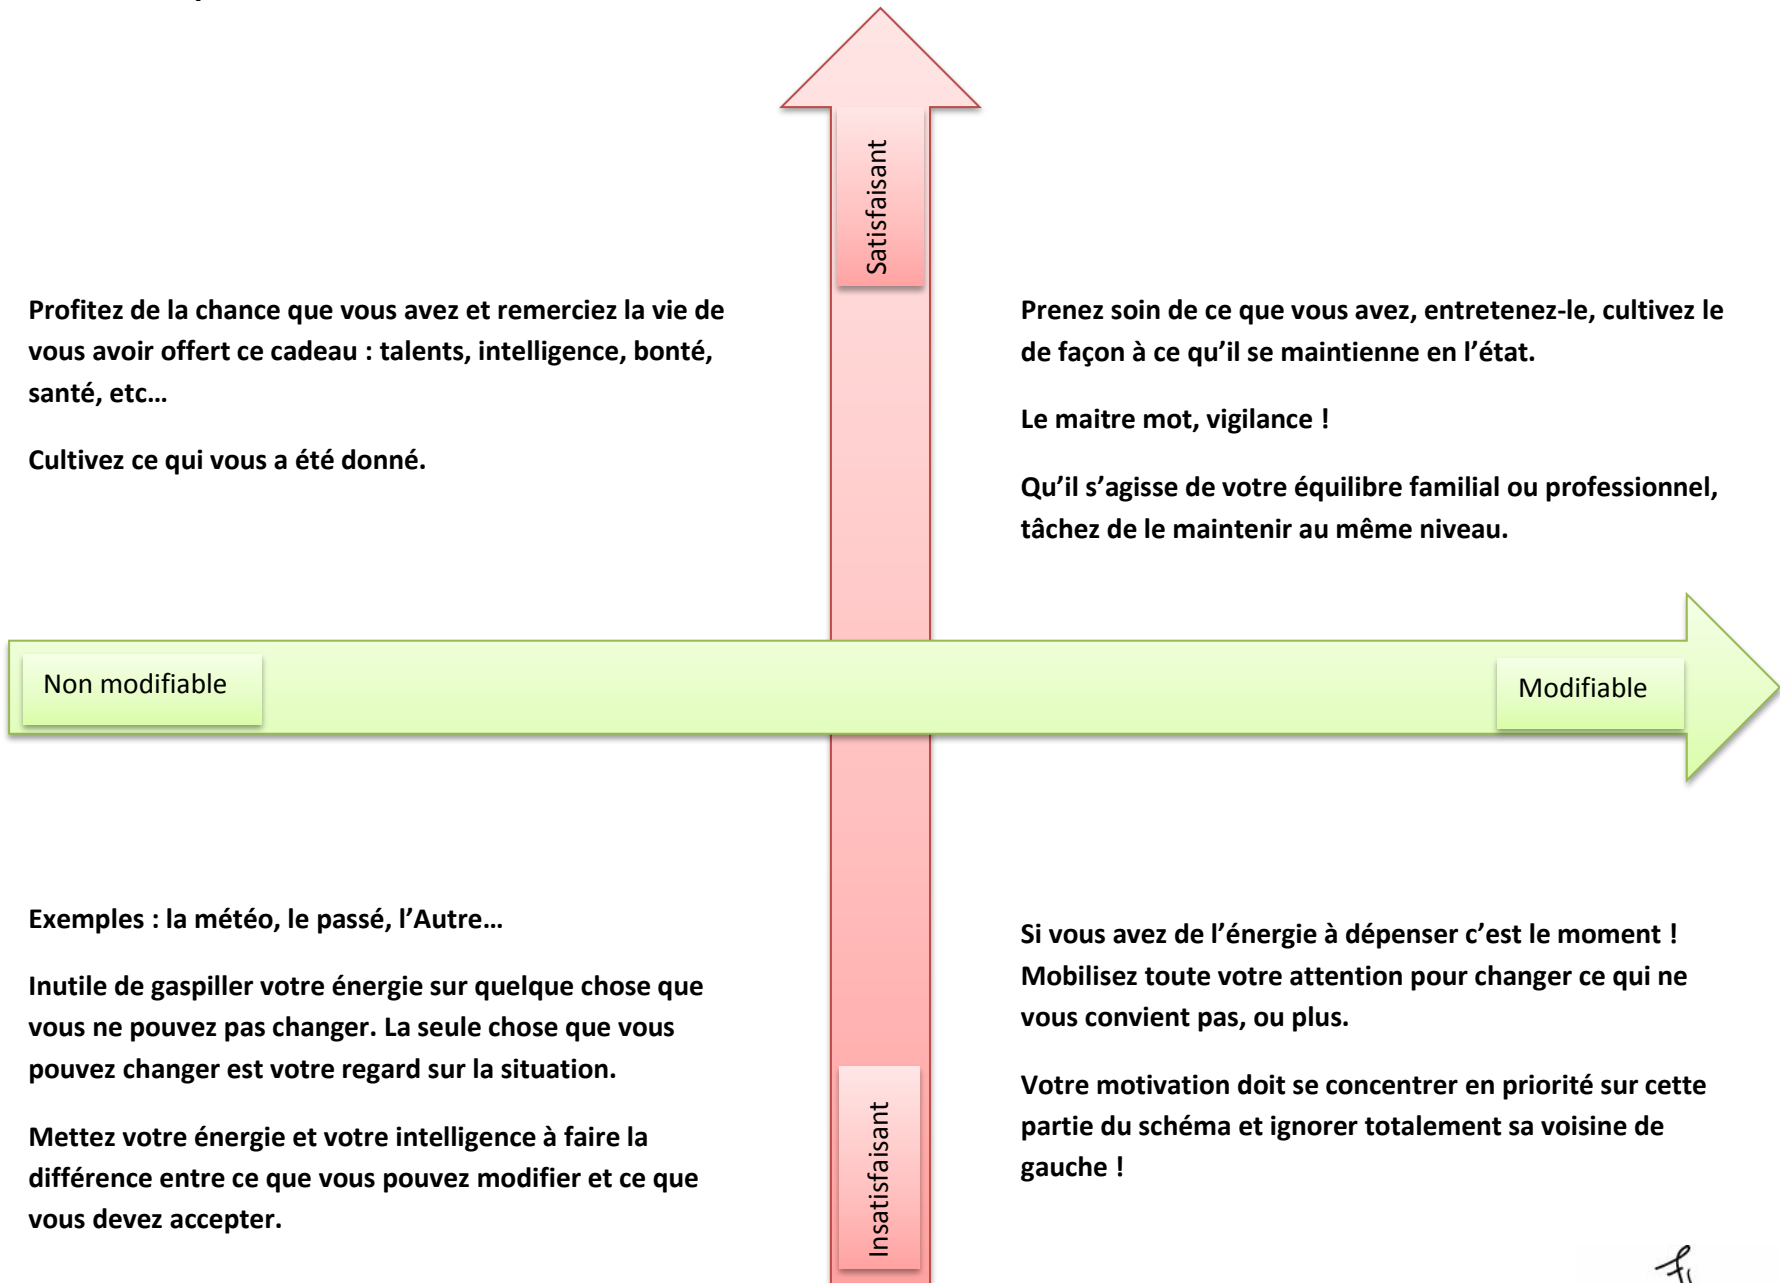 Satisfaisant
Profitez de la chance que vous avez et remerciez la vie de
vous avoir offert ce cadeau : talents, intelligence, bonté,
santé, etc…
Cultivez ce qui vous a été donné.
Prenez soin de ce que vous avez, entretenez-le, cultivez le
de façon à ce qu’il se maintienne en l’état.
Le maitre mot, vigilance !
Qu’il s’agisse de votre équilibre familial ou professionnel,
tâchez de le maintenir au même niveau.
Non modifiable
Modifiable
Exemples : la météo, le passé, l’Autre…
Inutile de gaspiller votre énergie sur quelque chose que
vous ne pouvez pas changer. La seule chose que vous
pouvez changer est votre regard sur la situation.
Mettez votre énergie et votre intelligence à faire la
différence entre ce que vous pouvez modifier et ce que
vous devez accepter.
Si vous avez de l’énergie à dépenser c’est le moment !
Mobilisez toute votre attention pour changer ce qui ne
vous convient pas, ou plus.
Votre motivation doit se concentrer en priorité sur cette
partie du schéma et ignorer totalement sa voisine de
gauche !
Insatisfaisant